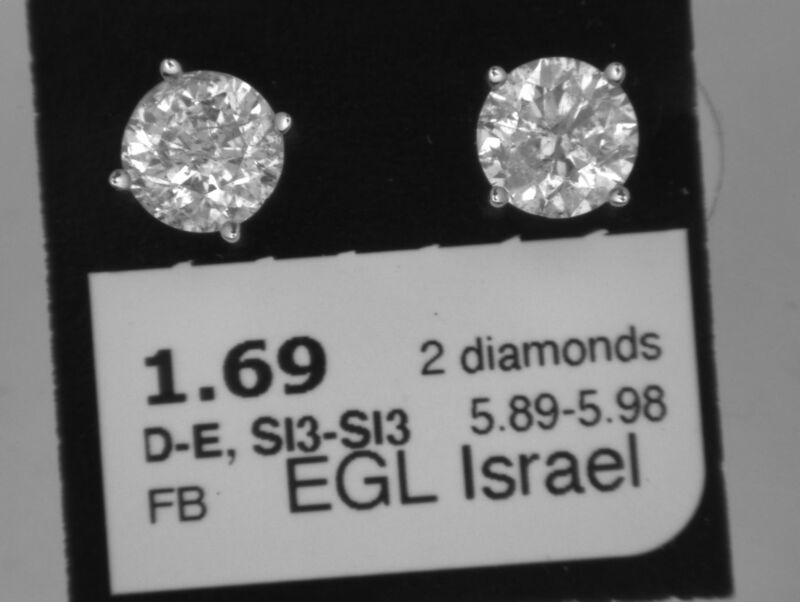 1.69 2 diamonds
D-E, SI3-SI3 5.89-5.98
FB EGL Israel